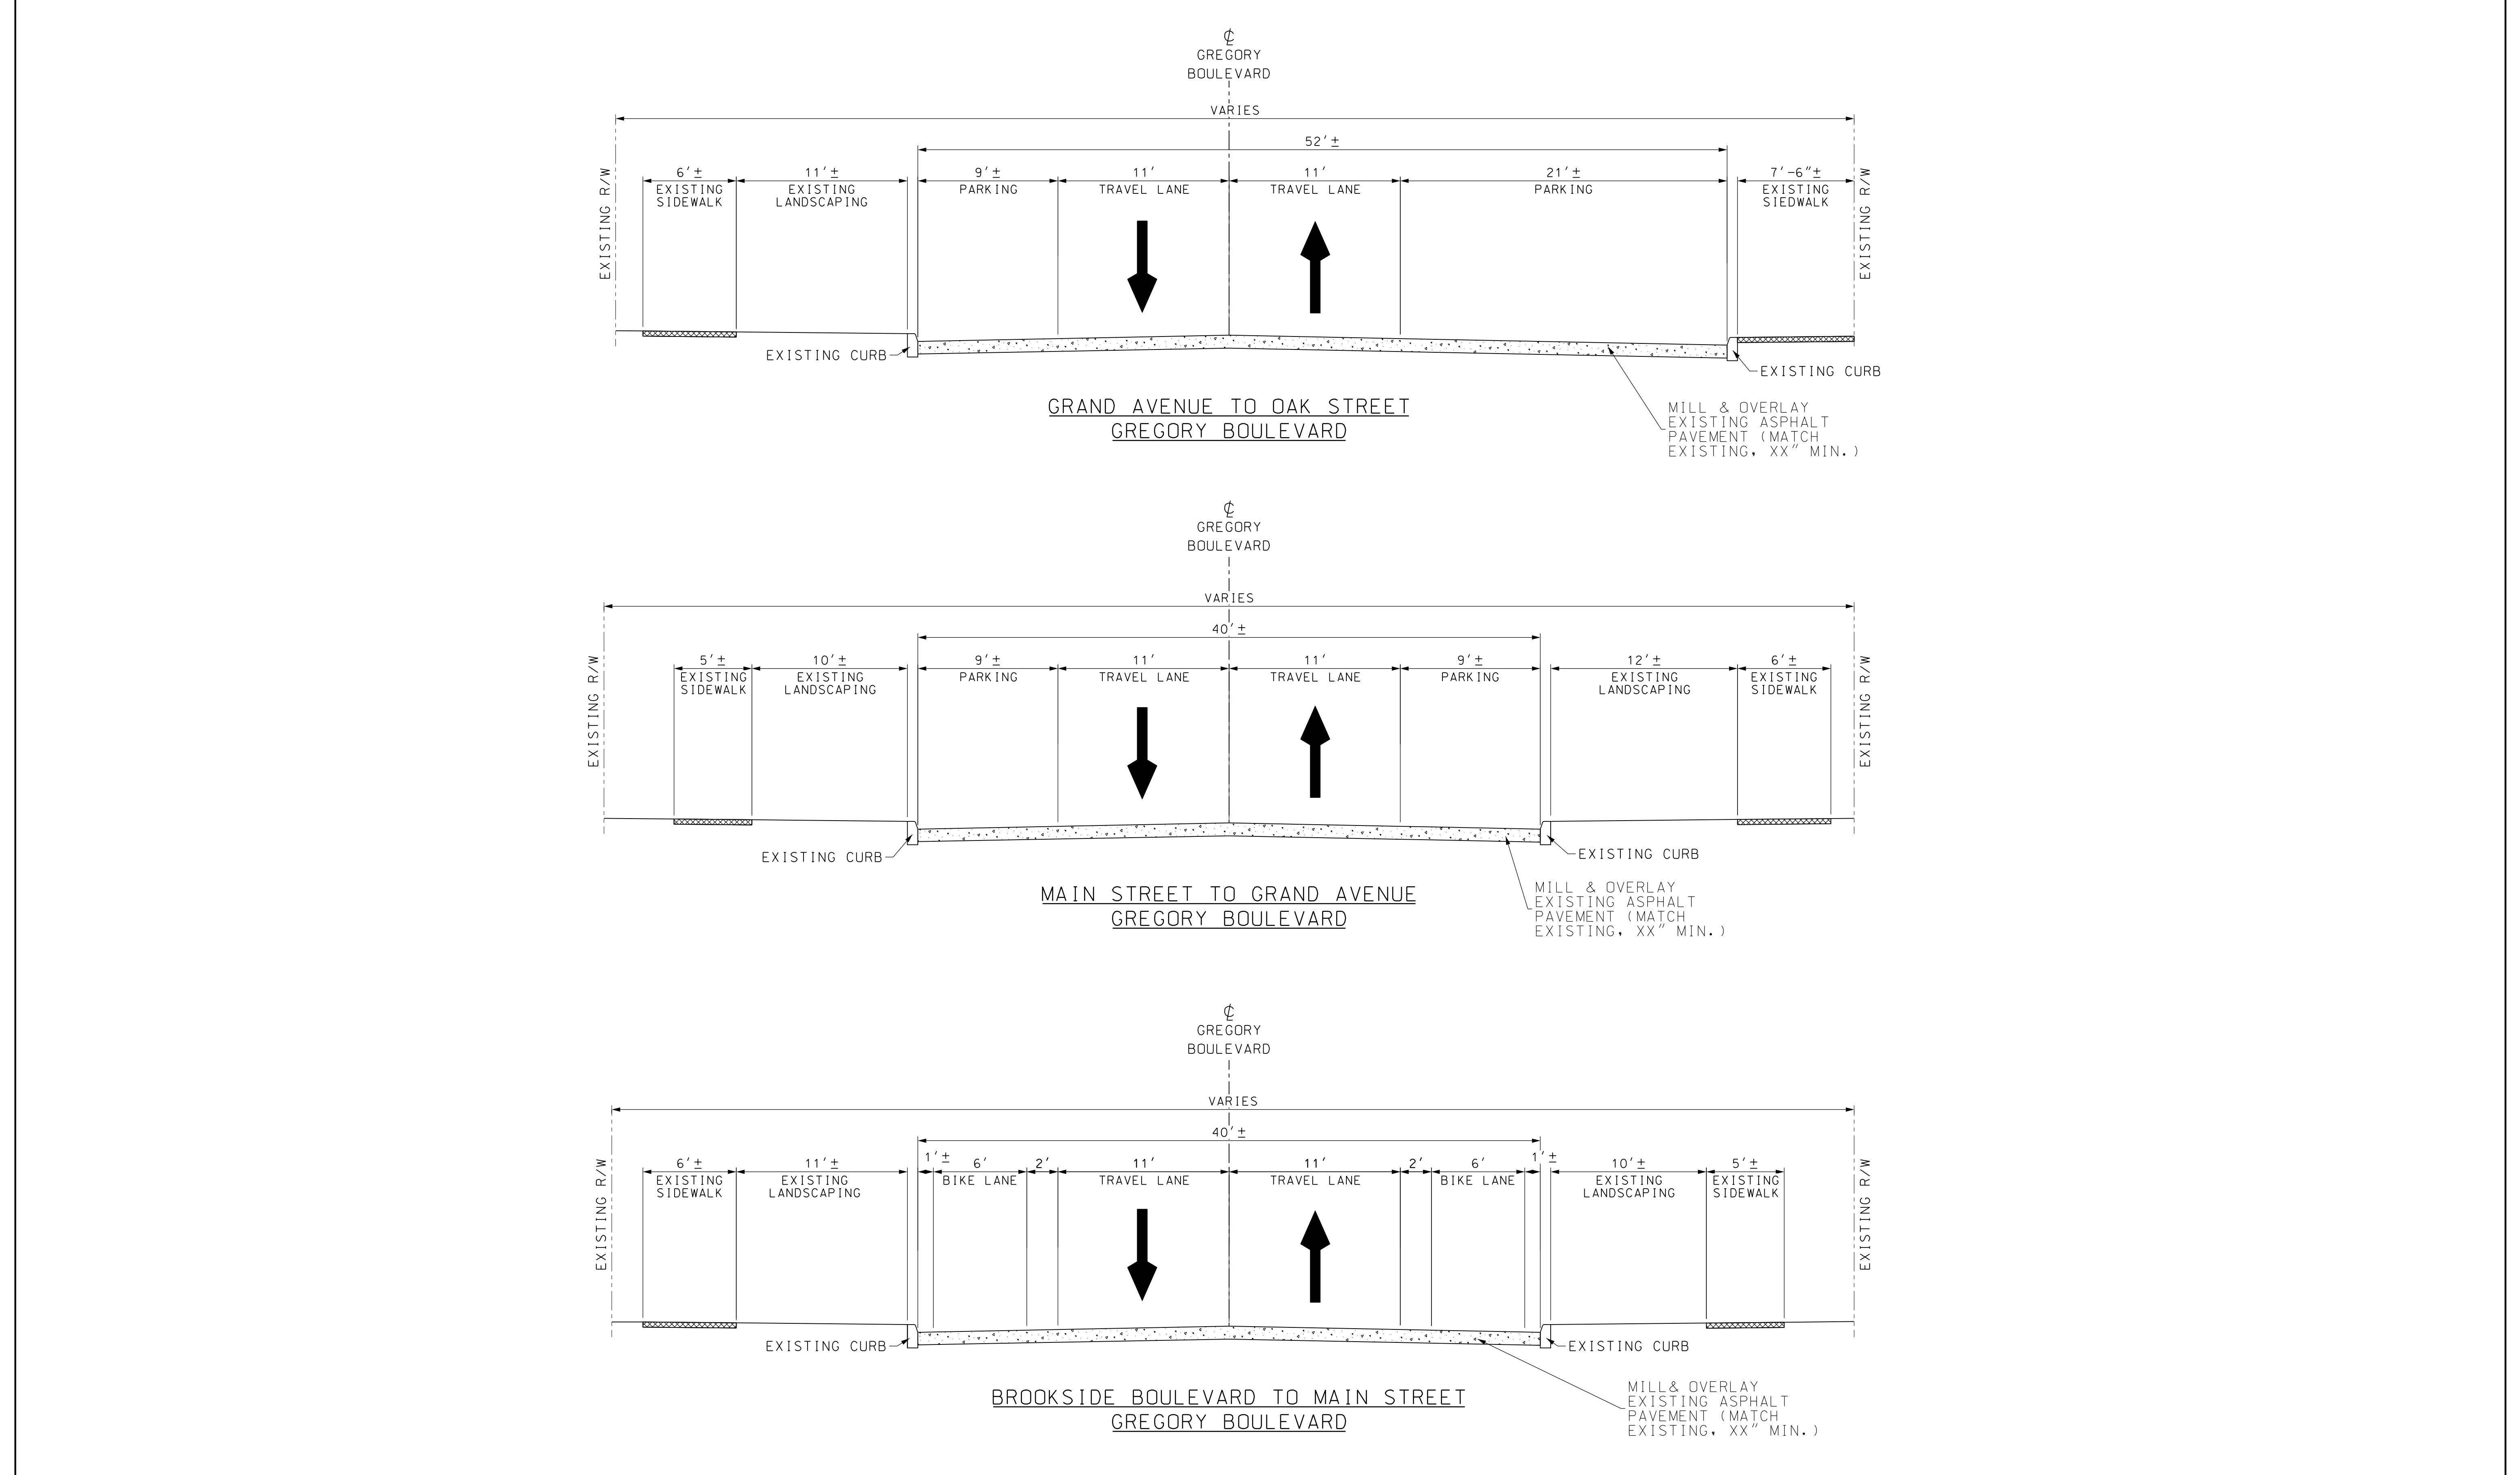 ℄
GREGORY
BOULEVARD
VARIES
52'±
6'± 11'± 9'± 11' 11' 21'± 7'-6"±
EXISTING EXISTING PARKING TRAVEL LANE TRAVEL LANE PARKING EXISTING
SIDEWALK LANDSCAPING SIEDWALK
EXISTING R/W
EXISTING R/W
EXISTING CURB
EXISTING CURB
GRAND AVENUE TO OAK STREET
GREGORY BOULEVARD
MILL & OVERLAY
EXISTING ASPHALT
PAVEMENT (MATCH
EXISTING, XX" MIN.)
℄
GREGORY
BOULEVARD
VARIES
40'±
5'± 10'± 9'± 11' 11' 9'± 12'± 6'±
EXISTING EXISTING PARKING TRAVEL LANE TRAVEL LANE PARKING EXISTING EXISTING
SIDEWALK LANDSCAPING LANDSCAPING SIDEWALK
EXISTING R/W
EXISTING R/W
EXISTING CURB
EXISTING CURB
MAIN STREET TO GRAND AVENUE
GREGORY BOULEVARD
MILL & OVERLAY
EXISTING ASPHALT
PAVEMENT (MATCH
EXISTING, XX" MIN.)
℄
GREGORY
BOULEVARD
VARIES
40'±
6'± 11'± 1'± 6' 2' 11' 11' 2' 6' 1'± 10'± 5'±
EXISTING EXISTING BIKE LANE TRAVEL LANE TRAVEL LANE BIKE LANE EXISTING EXISTING
SIDEWALK LANDSCAPING LANDSCAPING SIDEWALK
EXISTING R/W
EXISTING R/W
EXISTING CURB
EXISTING CURB
BROOKSIDE BOULEVARD TO MAIN STREET
GREGORY BOULEVARD
MILL& OVERLAY
EXISTING ASPHALT
PAVEMENT (MATCH
EXISTING, XX" MIN.)